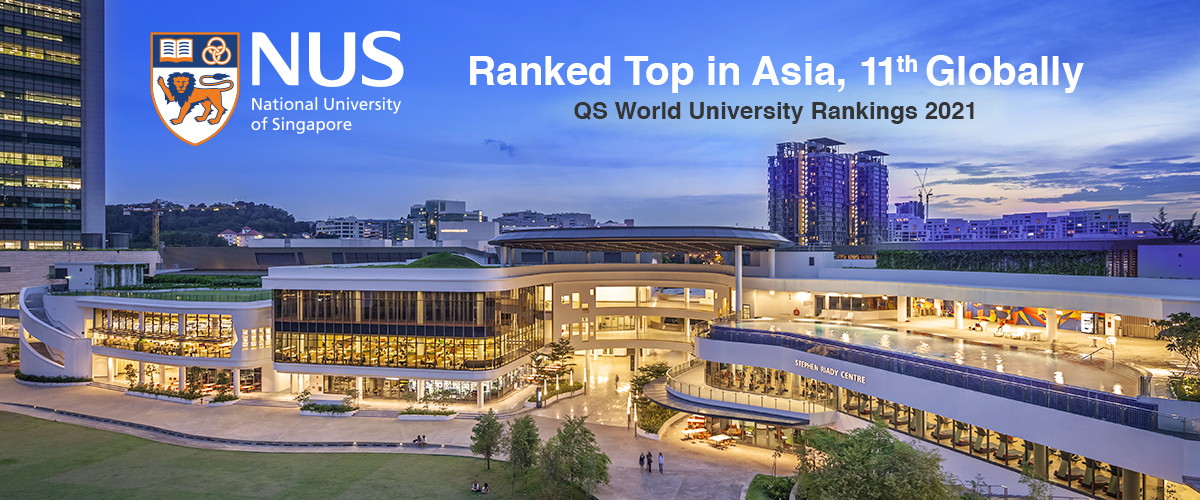 NUS
National University
of Singapore
Ranked Top in Asia, 11th Globally
QS World University Rankings 2021
STEPHEN RIADY CENTRE